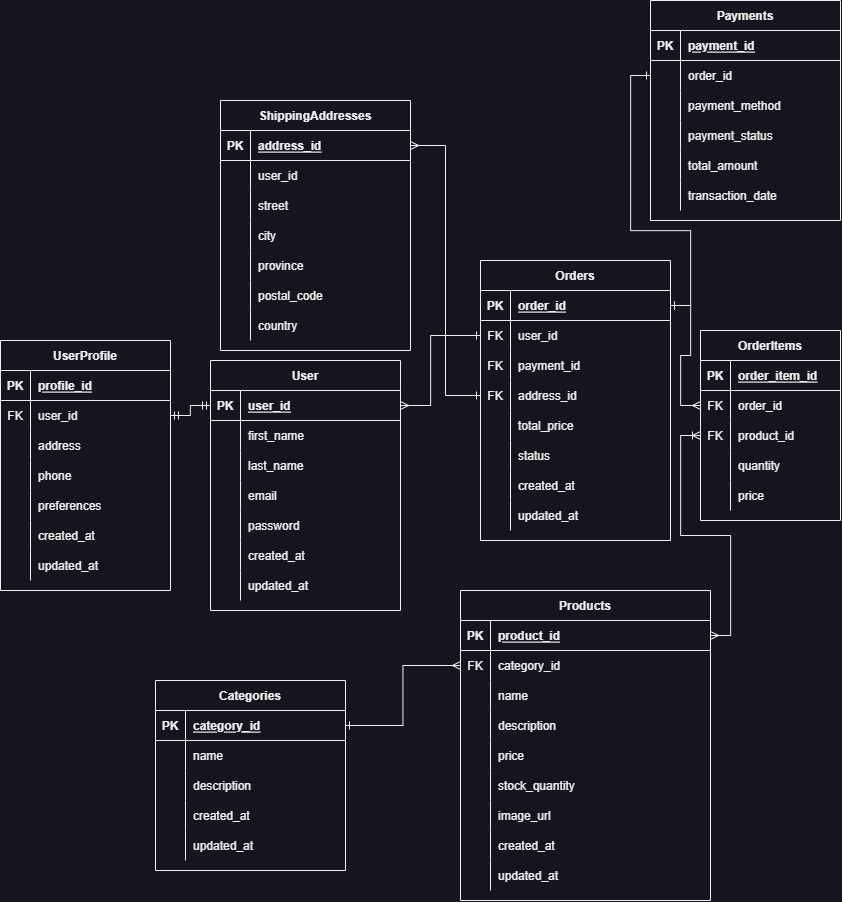 Payments
PK payment_id
order_id
payment_method
payment_status
total_amount
transaction_date
ShippingAddresses
PK address_id
user_id
street
city
province
postal_code
country
Orders
PK order_id
FK user_id
FK payment_id
FK address_id
total_price
status
created_at
updated_at
OrderItems
PK order_item_id
FK order_id
FK product_id
quantity
price
UserProfile
PK profile_id
FK user_id
address
phone
preferences
created_at
updated_at
User
PK user_id
first_name
last_name
email
password
created_at
updated_at
Products
PK product_id
FK category_id
name
description
price
stock_quantity
image_url
created_at
updated_at
Categories
PK category_id
name
description
created_at
updated_at